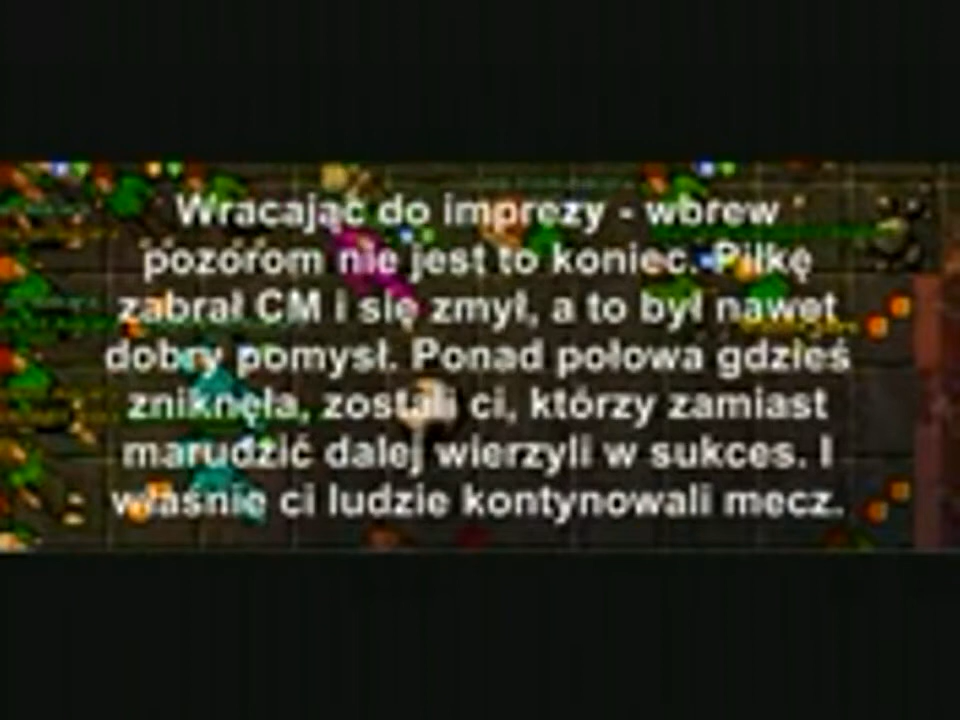 Wracając do imprezy - wbrew
pozorom nie jest to koniec. Piłkę
zabrał CM i się zmył, a to był nawet
dobry pomysł. Ponad połowa gdzieś
zniknęła, zostali ci, którzy zamiast
marudzić dalej wierzyli w sukces. I
właśnie ci ludzie kontynowali mecz.